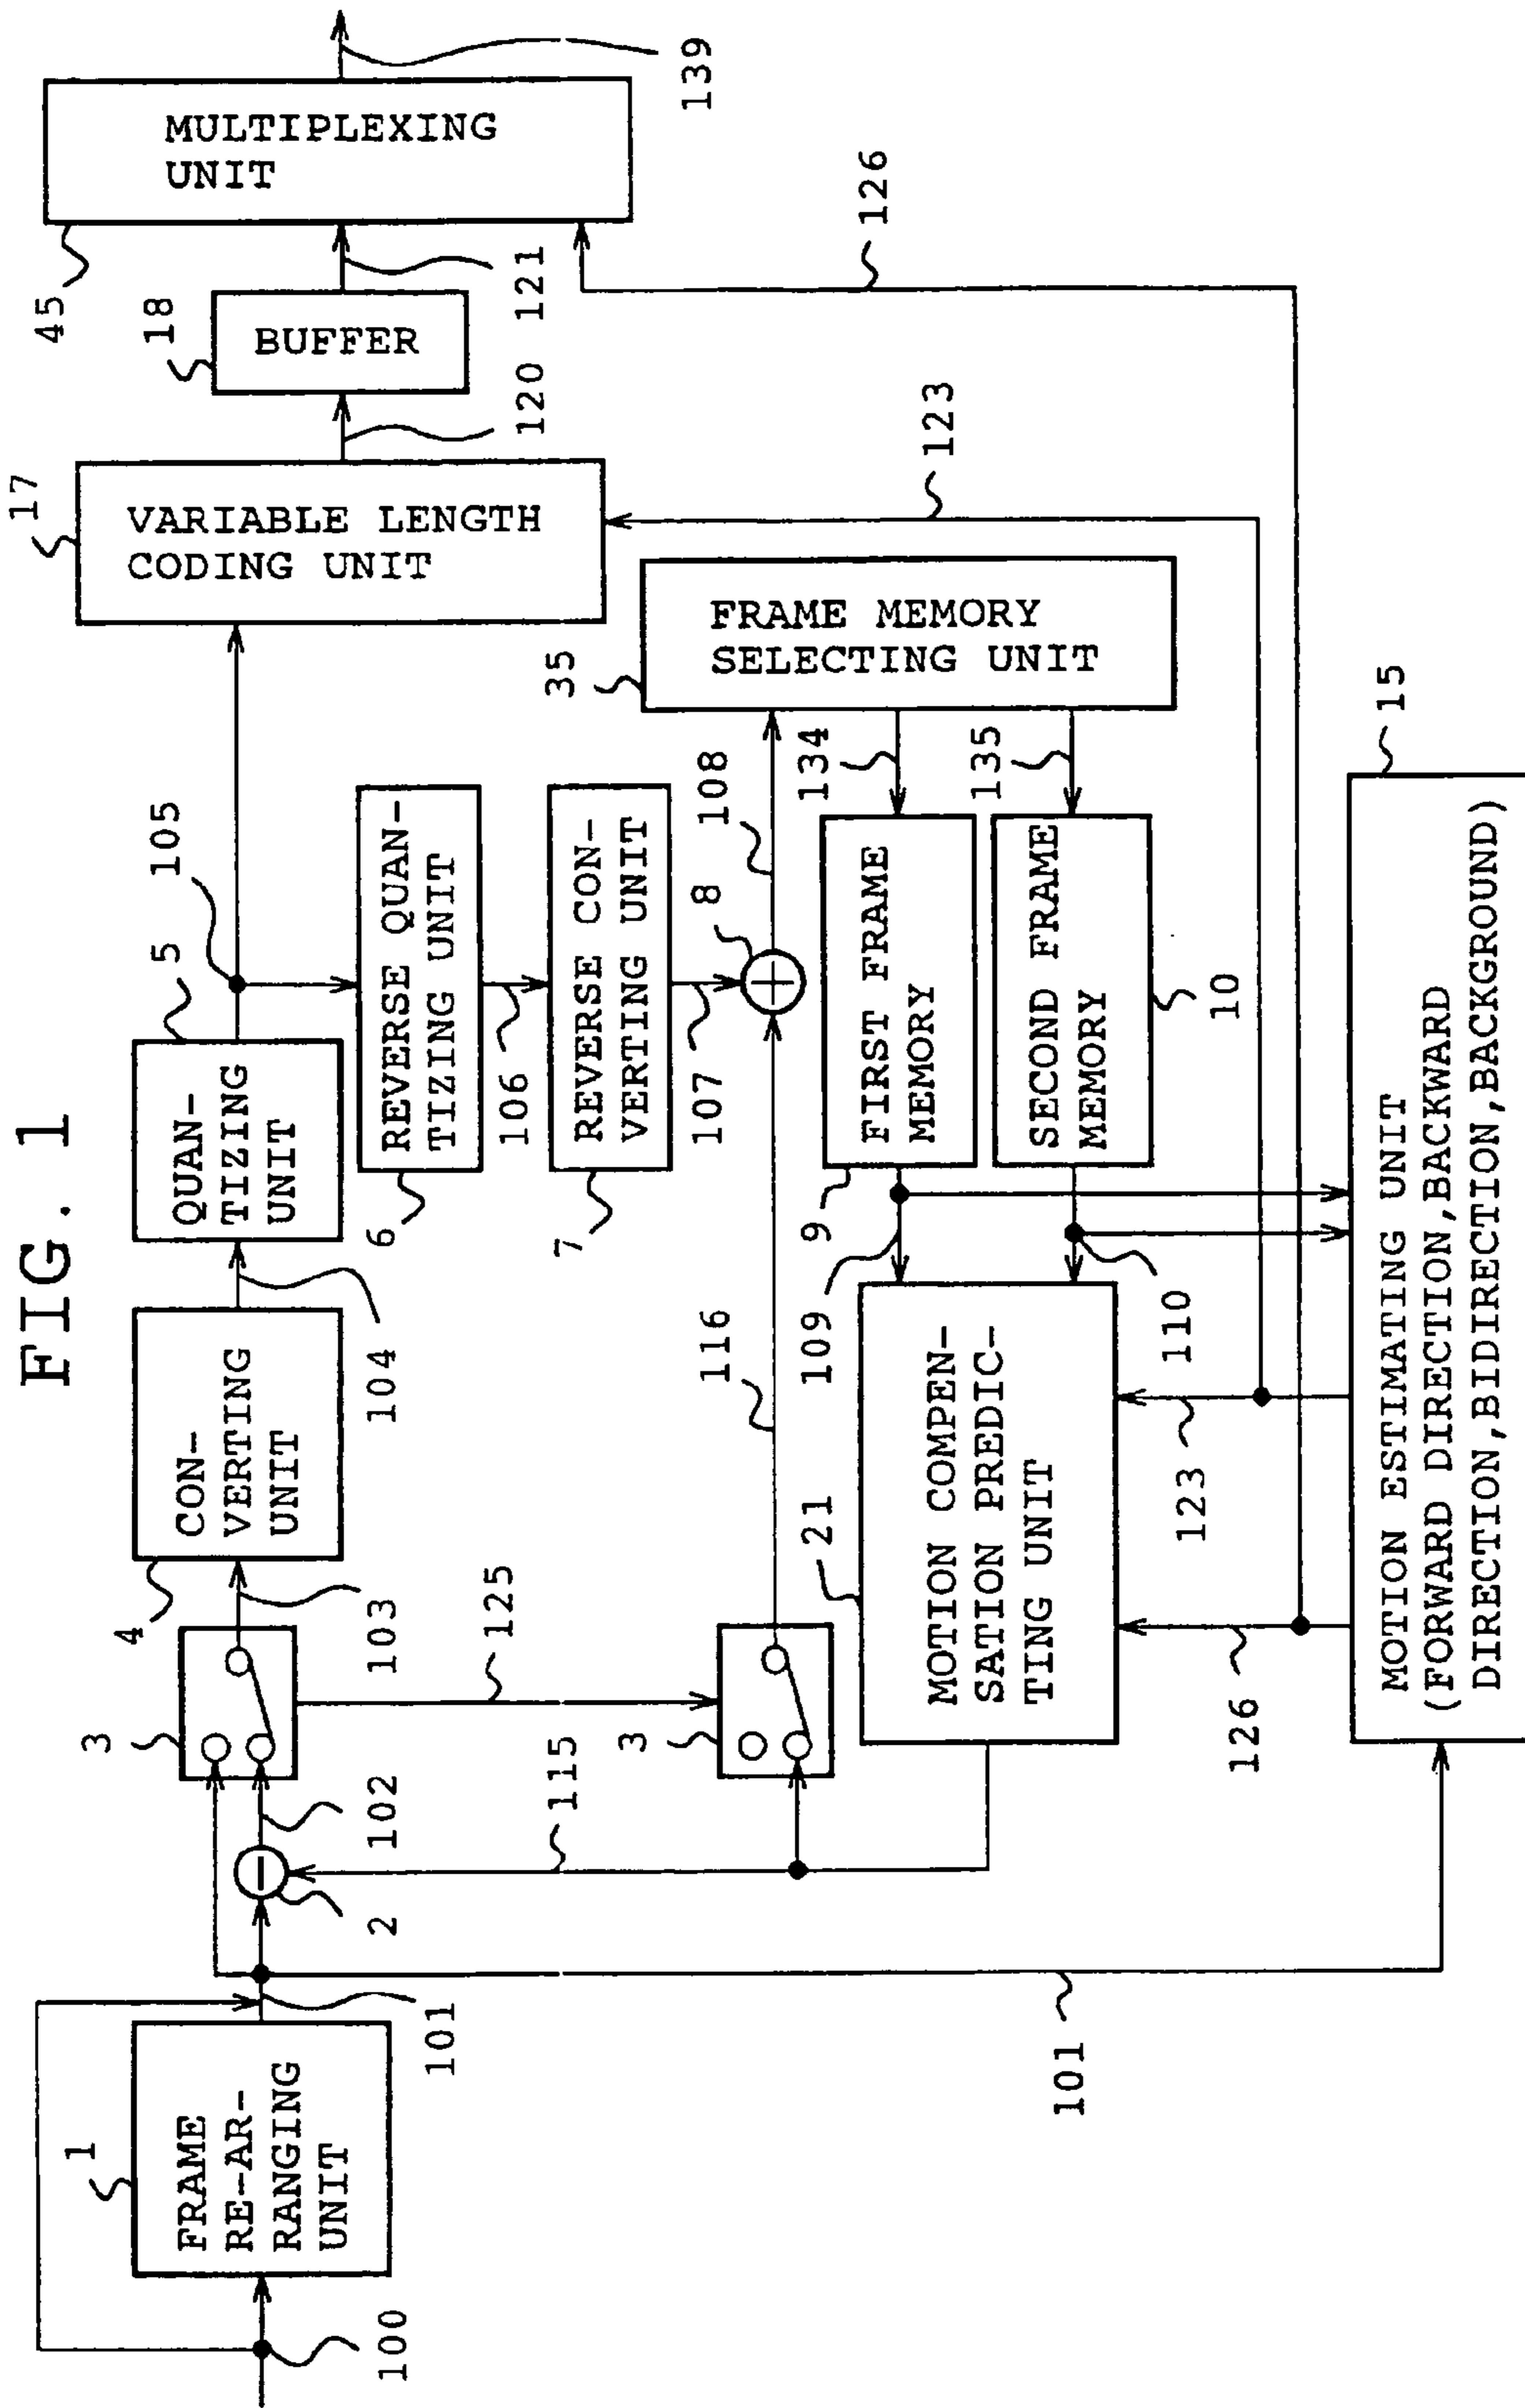 FIG. 1
1
FRAME
RE-AR-
RANGING
UNIT
100
101
101
2
102
3
103
4
CON-
VERTING
UNIT
104
5
QUAN-
TIZING
UNIT
105
17
VARIABLE LENGTH
CODING UNIT
120
18
BUFFER
121
45
MULTIPLEXING
UNIT
139
6
REVERSE QUAN-
TIZING UNIT
106
7
REVERSE CON-
VERTING UNIT
107
8
108
35
FRAME MEMORY
SELECTING UNIT
134
135
123
126
125
3
115
116
9
FIRST FRAME
MEMORY
10
SECOND FRAME
MEMORY
109
110
21
MOTION COMPEN-
SATION PREDIC-
TING UNIT
126
123
15
MOTION ESTIMATING UNIT
(FORWARD DIRECTION,BACKWARD
DIRECTION,BIDIRECTION,BACKGROUND)